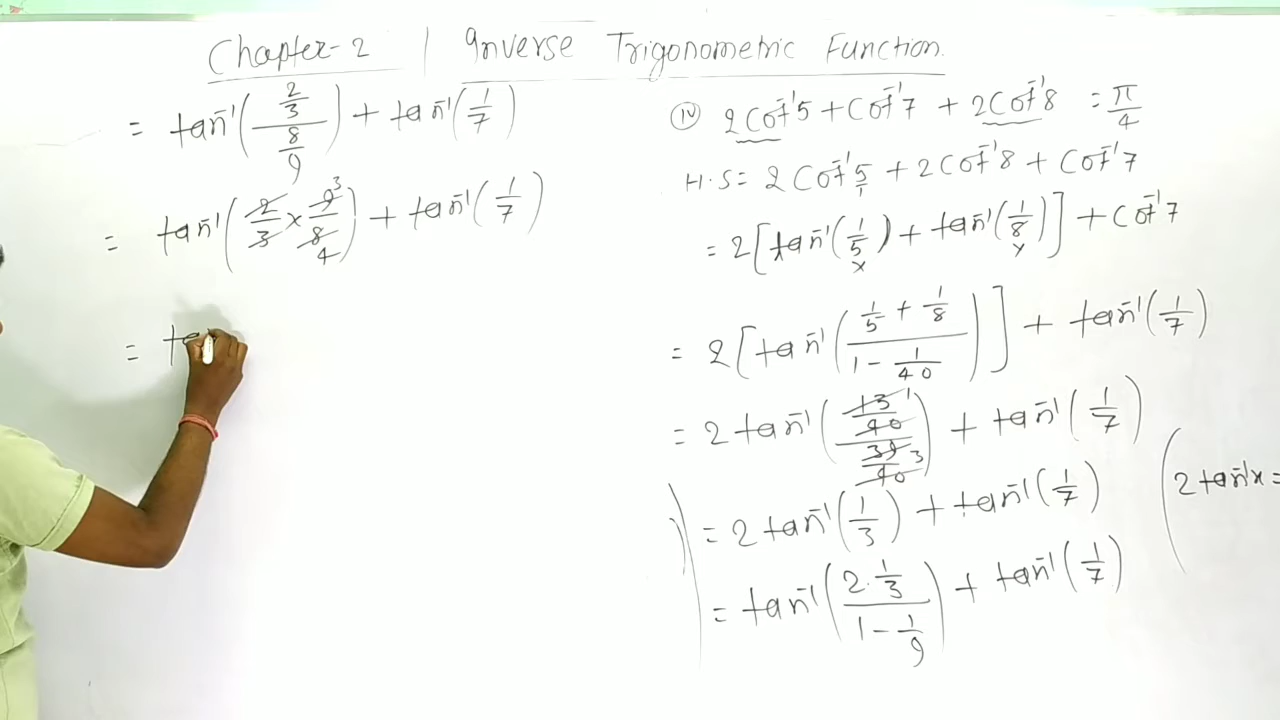 Chapter-2 | Inverse Trigonometric Function.
= tan⁻¹((2/3)/(8/9)) + tan⁻¹(1/7)
= tan⁻¹(2/3 × 9/8) + tan⁻¹(1/7)
3
4
= ta
(iv) 2cot⁻¹5 + cot⁻¹7 + 2cot⁻¹8 = π/4
H.S = 2cot⁻¹5 + 2cot⁻¹8 + cot⁻¹7
= 2[tan⁻¹(1/5) + tan⁻¹(1/8)] + cot⁻¹7
x x
= 2[tan⁻¹((1/5 + 1/8)/(1 - 1/40))] + tan⁻¹(1/7)
= 2tan⁻¹((13/40)/(39/40)) + tan⁻¹(1/7)
1
3
= 2tan⁻¹(1/3) + tan⁻¹(1/7)
(2tan⁻¹x =
= tan⁻¹((2·1/3)/(1 - 1/9)) + tan⁻¹(1/7)